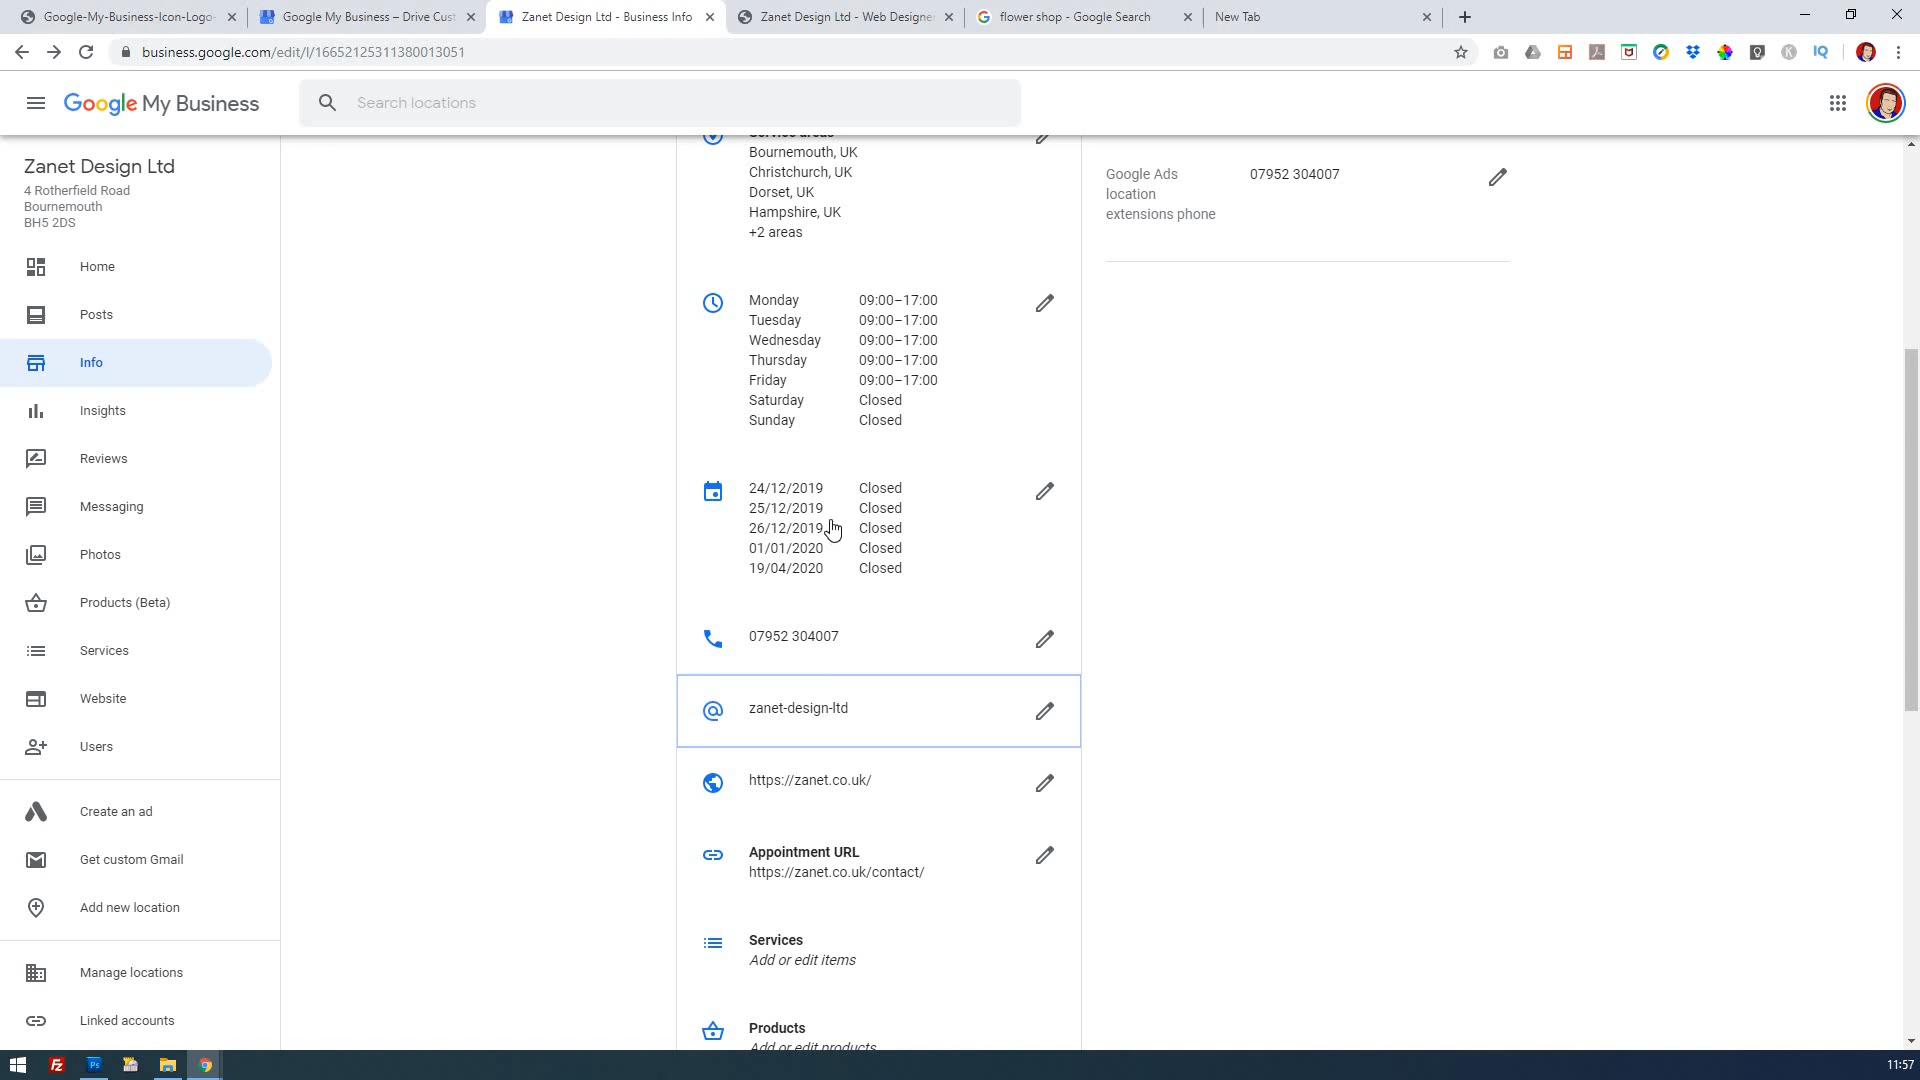 Google-My-Business-Icon-Logo-
Google My Business – Drive Cust
Zanet Design Ltd - Business Info
Zanet Design Ltd - Web Designer
flower shop - Google Search
New Tab
business.google.com/edit/l/16652125311380013051
Google My Business
Search locations
Zanet Design Ltd
4 Rotherfield Road
Bournemouth
BH5 2DS
Home
Posts
Info
Insights
Reviews
Messaging
Photos
Products (Beta)
Services
Website
Users
Create an ad
Get custom Gmail
Add new location
Manage locations
Linked accounts
Service areas
Bournemouth, UK
Christchurch, UK
Dorset, UK
Hampshire, UK
+2 areas
Monday 09:00–17:00
Tuesday 09:00–17:00
Wednesday 09:00–17:00
Thursday 09:00–17:00
Friday 09:00–17:00
Saturday Closed
Sunday Closed
24/12/2019 Closed
25/12/2019 Closed
26/12/2019 Closed
01/01/2020 Closed
19/04/2020 Closed
07952 304007
zanet-design-ltd
https://zanet.co.uk/
Appointment URL
https://zanet.co.uk/contact/
Services
Add or edit items
Products
Add or edit products
Google Ads 07952 304007
location
extensions phone
11:57